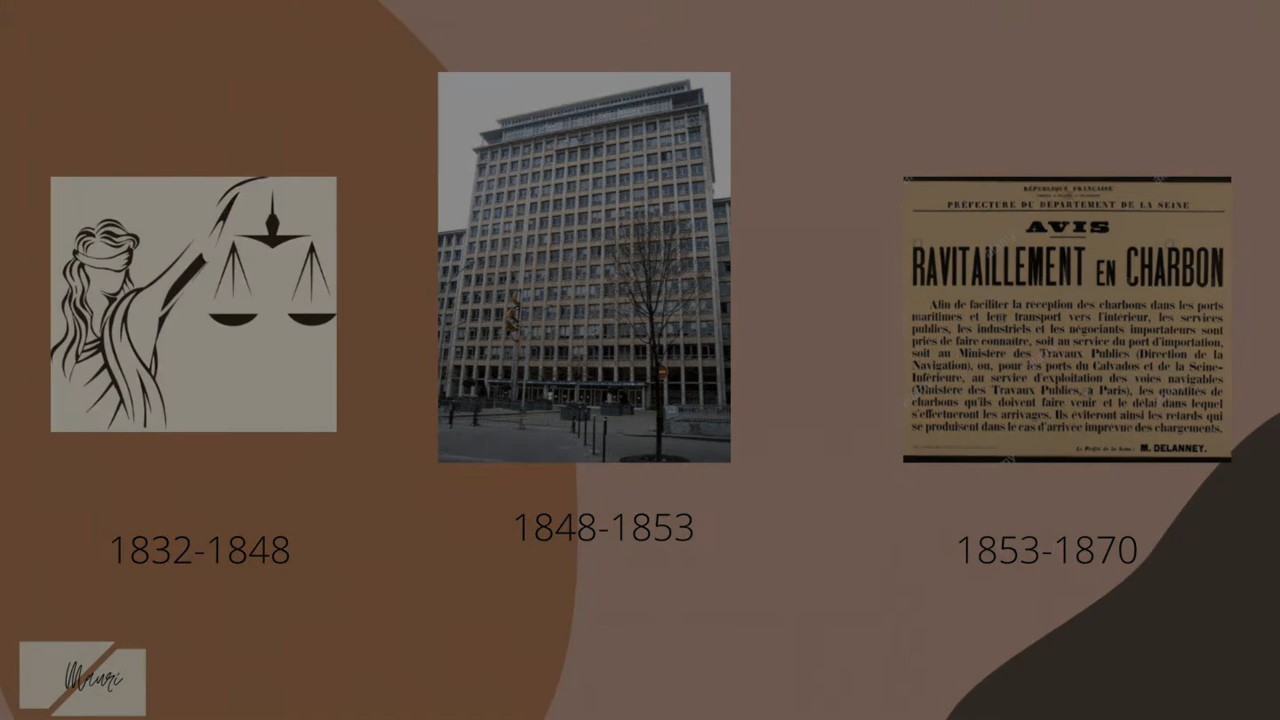 RÉPUBLIQUE FRANÇAISE
PRÉFECTURE DU DÉPARTEMENT DE LA SEINE
AVIS
RAVITAILLEMENT EN CHARBON
Afin de faciliter la réception des charbons dans les ports
maritimes et leur transport vers l'intérieur, les services
publics, les industriels et les négociants importateurs sont
priés de faire connaître, soit au service du port d'importation,
soit au Ministère des Travaux Publics (Direction de la
Navigation), ou, pour les ports du Calvados et de la Seine-
Inférieure, au service d'exploitation des voies navigables
(Ministère des Travaux Publics, à Paris), les quantités de
charbons qu'ils doivent faire venir et le délai dans lequel
s'effectueront les arrivages. Ils éviteront ainsi les retards qui
se produisent dans le cas d'arrivée imprévue des chargements.
Le Préfet de la Seine: M. DELANNEY.
1848-1853
1832-1848
1853-1870
Mauri